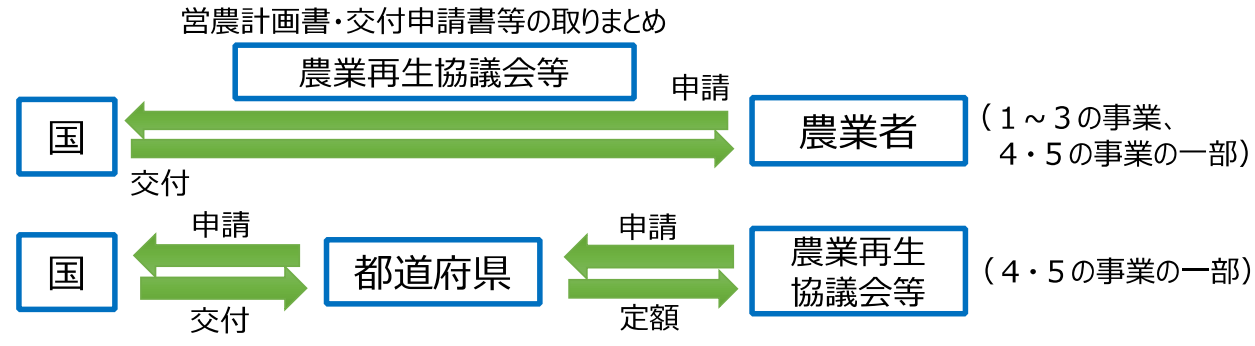 営農計画書・交付申請書等の取りまとめ
農業再生協議会等
申請
国
農業者
（１~３の事業、
４・５の事業の一部）
交付
申請
申請
国
都道府県
農業再生
協議会等
（４・５の事業の一部）
交付
定額